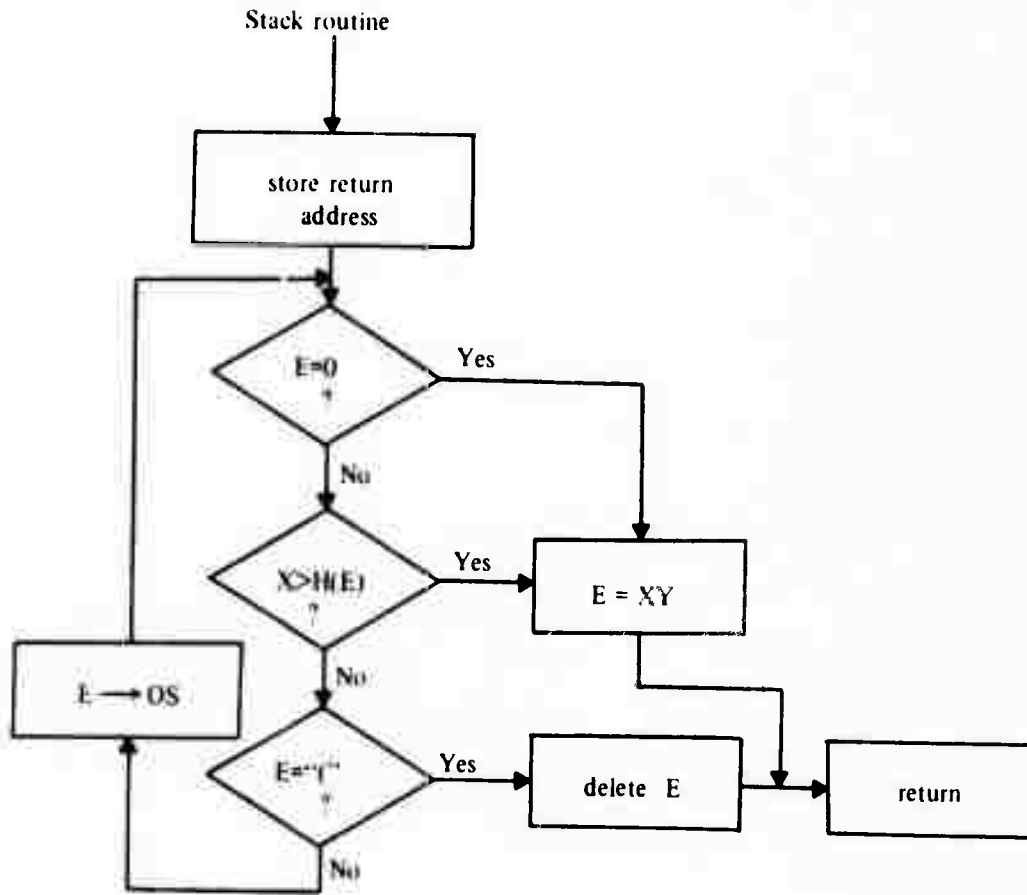 Stack routine
store return
address
E=0
?
Yes
No
X>H(E)
?
Yes
E = XY
No
E → OS
?
Yes
delete E
return
No